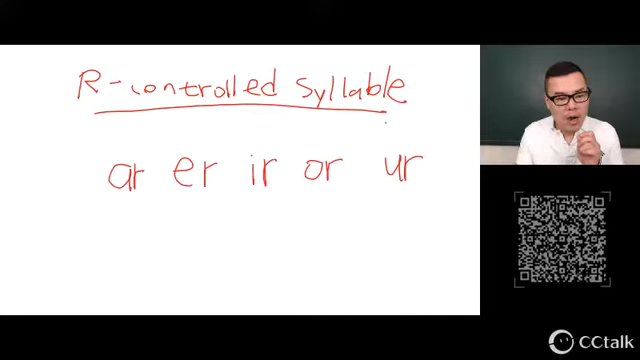 R-controlled Syllable
ar er ir or ur
CCtalk